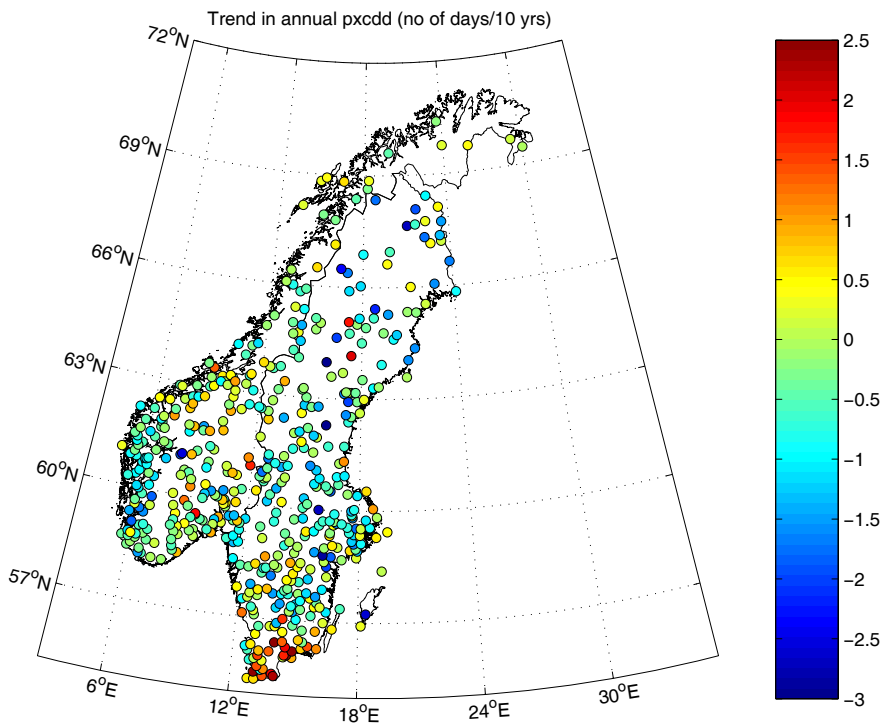 Trend in annual pxcdd (no of days/10 yrs)
72°N
69°N
66°N
63°N
60°N
57°N
6°E
12°E
18°E
24°E
30°E
2.5
2
1.5
1
0.5
0
−0.5
−1
−1.5
−2
−2.5
−3